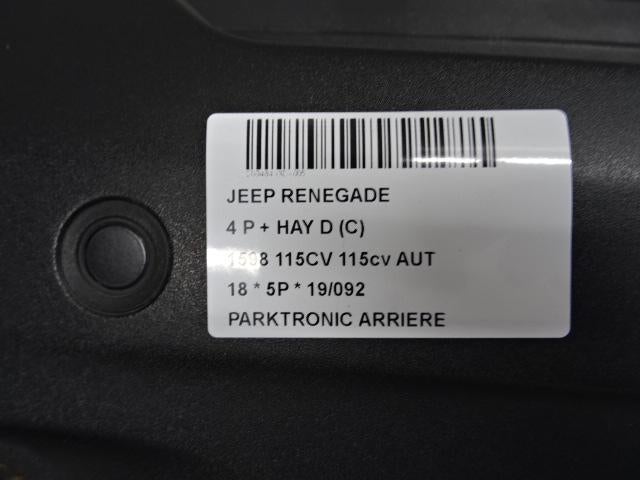 JEEP RENEGADE
4 P + HAY D (C)
1598 115CV 115cv AUT
18 * 5P * 19/092
PARKTRONIC ARRIERE